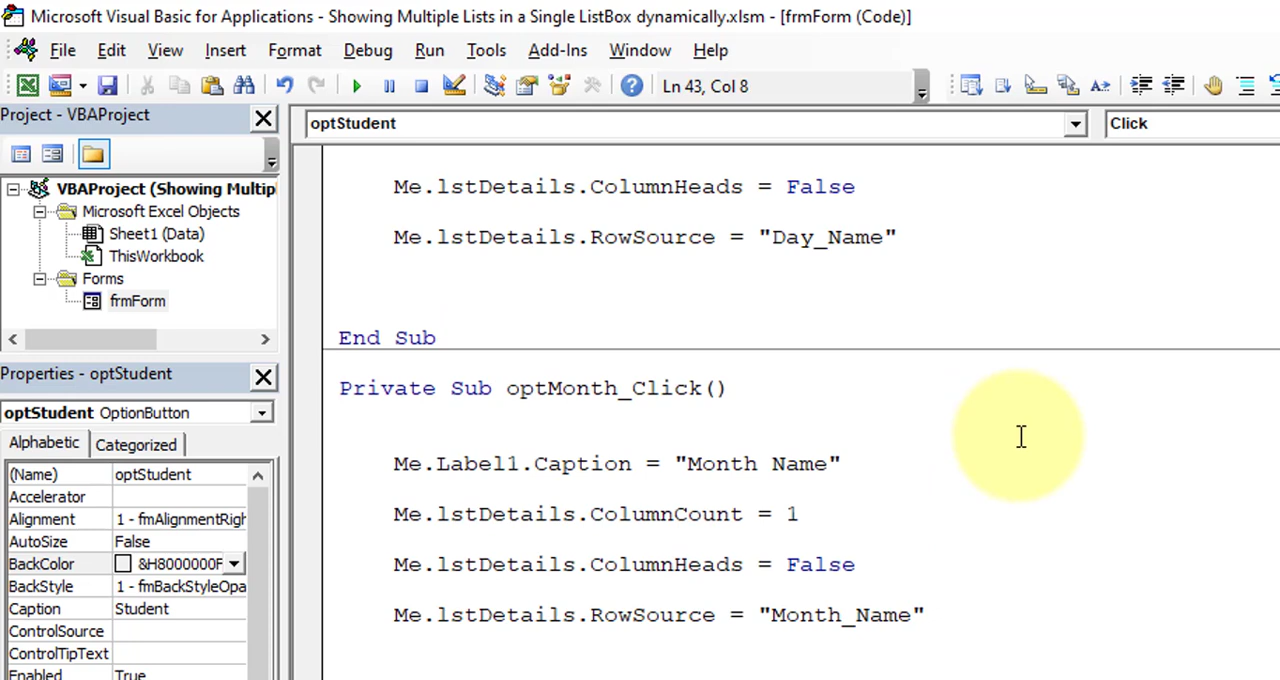 Microsoft Visual Basic for Applications - Showing Multiple Lists in a Single ListBox dynamically.xlsm - [frmForm (Code)]
File Edit View Insert Format Debug Run Tools Add-Ins Window Help
Ln 43, Col 8
Project - VBAProject
optStudent Click
VBAProject (Showing Multip
Microsoft Excel Objects
Sheet1 (Data)
ThisWorkbook
Forms
frmForm
Properties - optStudent
optStudent OptionButton
Alphabetic Categorized
(Name) optStudent
Accelerator
Alignment 1 - fmAlignmentRigh
AutoSize False
BackColor &H8000000F
BackStyle 1 - fmBackStyleOpa
Caption Student
ControlSource
ControlTipText
Enabled True
Me.lstDetails.ColumnHeads = False
Me.lstDetails.RowSource = "Day_Name"
End Sub
Private Sub optMonth_Click()
Me.Label1.Caption = "Month Name"
Me.lstDetails.ColumnCount = 1
Me.lstDetails.ColumnHeads = False
Me.lstDetails.RowSource = "Month_Name"